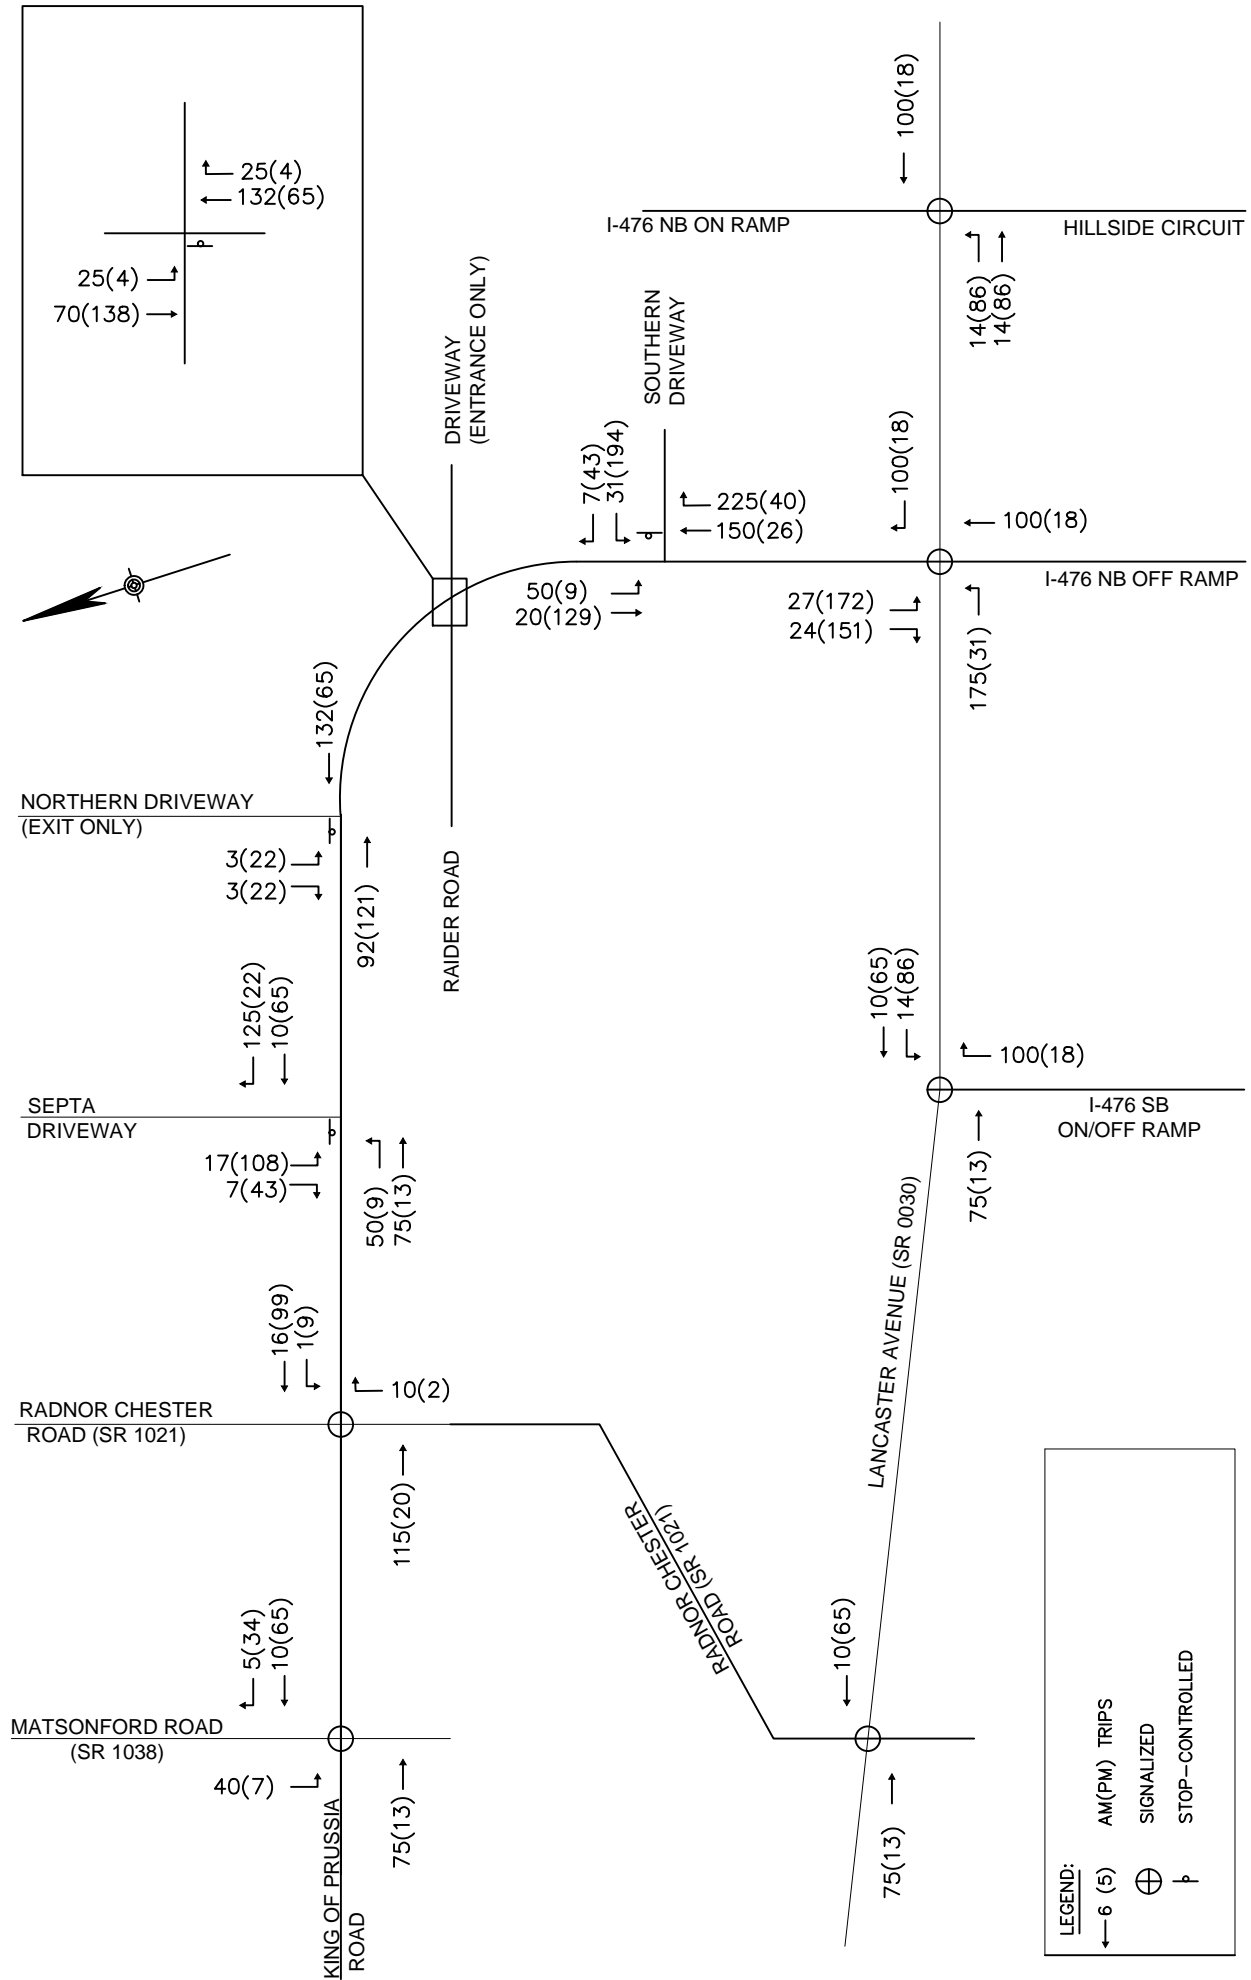 25(4)
132(65)
25(4)
70(138)
100(18)
I-476 NB ON RAMP
HILLSIDE CIRCUIT
14(86)
14(86)
DRIVEWAY
(ENTRANCE ONLY)
SOUTHERN
DRIVEWAY
7(43)
31(194)
225(40)
150(26)
100(18)
100(18)
I-476 NB OFF RAMP
50(9)
20(129)
27(172)
24(151)
175(31)
132(65)
NORTHERN DRIVEWAY
(EXIT ONLY)
3(22)
3(22)
92(121)
RAIDER ROAD
125(22)
10(65)
10(65)
14(86)
100(18)
I-476 SB
ON/OFF RAMP
75(13)
SEPTA
DRIVEWAY
17(108)
7(43)
50(9)
75(13)
LANCASTER AVENUE (SR 0030)
16(99)
1(9)
10(2)
RADNOR CHESTER
ROAD (SR 1021)
115(20)
RADNOR CHESTER
ROAD (SR 1021)
5(34)
10(65)
10(65)
MATSONFORD ROAD
(SR 1038)
40(7)
75(13)
75(13)
KING OF PRUSSIA
ROAD
LEGEND:
6 (5) AM(PM) TRIPS
SIGNALIZED
STOP-CONTROLLED